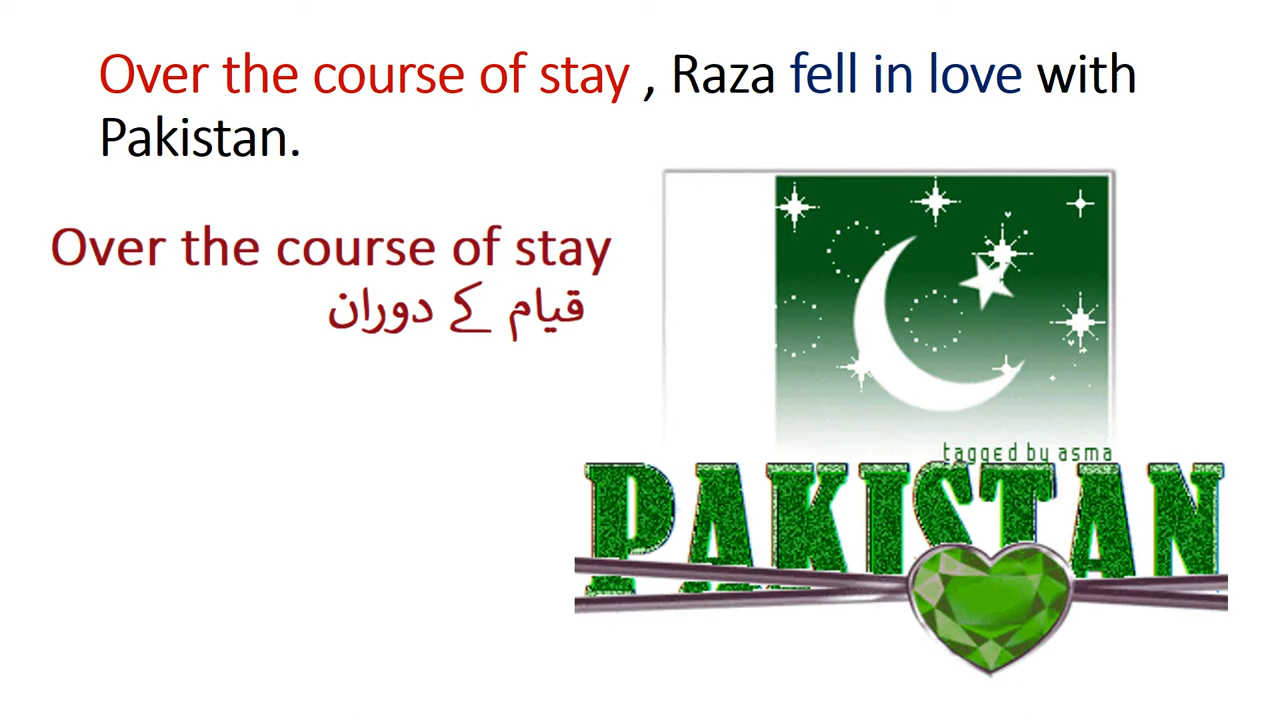 Over the course of stay , Raza fell in love with
Pakistan.
Over the course of stay
قیام کے دوران
tagged by asma
PAKISTAN